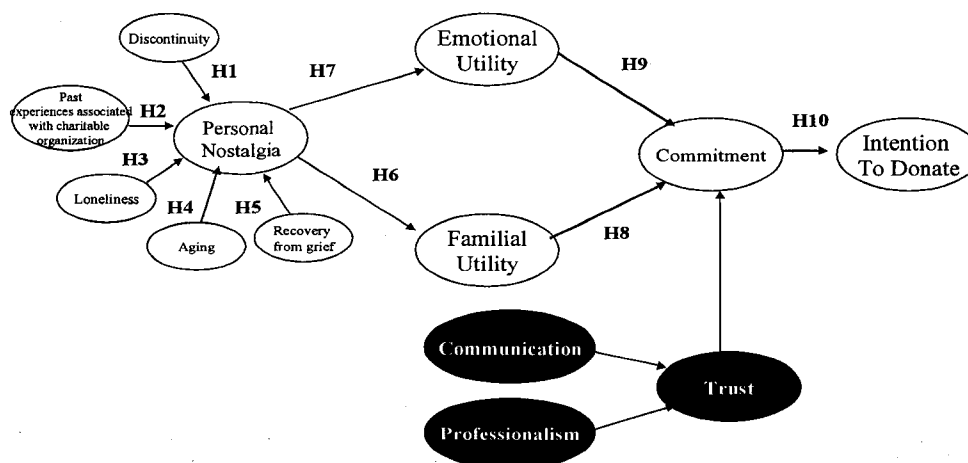 Discontinuity
H1
H7
Emotional
Utility
H9
Past
experiences associated
with charitable
organization
H2
Personal
Nostalgia
H3
Loneliness
H4
Aging
H5
Recovery
from grief
H6
Familial
Utility
H8
Commitment
H10
Intention
To Donate
Communication
Trust
Professionalism